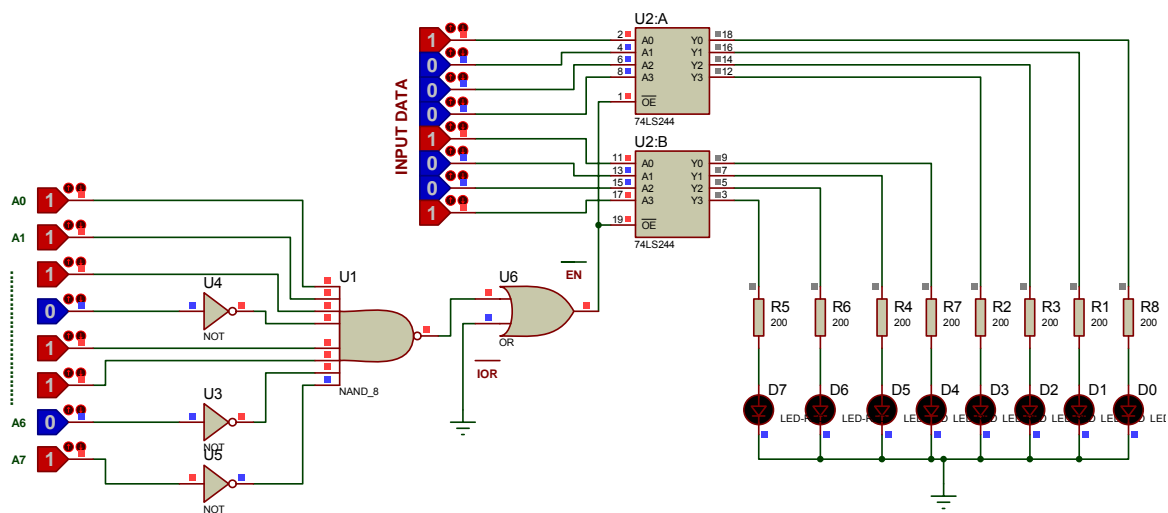 U2:A
1 2 A0 Y0 18
0 4 A1 Y1 16
0 6 A2 Y2 14
0 8 A3 Y3 12
1 OE
74LS244
INPUT DATA
U2:B
1 11 A0 Y0 9
0 13 A1 Y1 7
0 15 A2 Y2 5
1 17 A3 Y3 3
19 OE
74LS244
A0 1
A1 1
1
0
1
1
A6 0
A7 1
U4
NOT
U3
NOT
U5
NOT
U1
NAND_8
U6
OR
EN
IOR
R5 R6 R4 R7 R2 R3 R1 R8
200 200 200 200 200 200 200 200
D7 D6 D5 D4 D3 D2 D1 D0